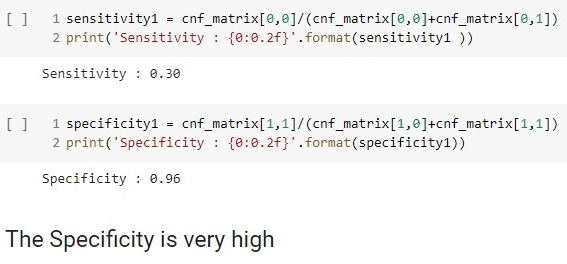 [ ] 1 sensitivity1 = cnf_matrix[0,0]/(cnf_matrix[0,0]+cnf_matrix[0,1])
2 print('Sensitivity : {0:0.2f}'.format(sensitivity1 ))
Sensitivity : 0.30
[ ] 1 specificity1 = cnf_matrix[1,1]/(cnf_matrix[1,0]+cnf_matrix[1,1])
2 print('Specificity : {0:0.2f}'.format(specificity1))
Specificity : 0.96
The Specificity is very high